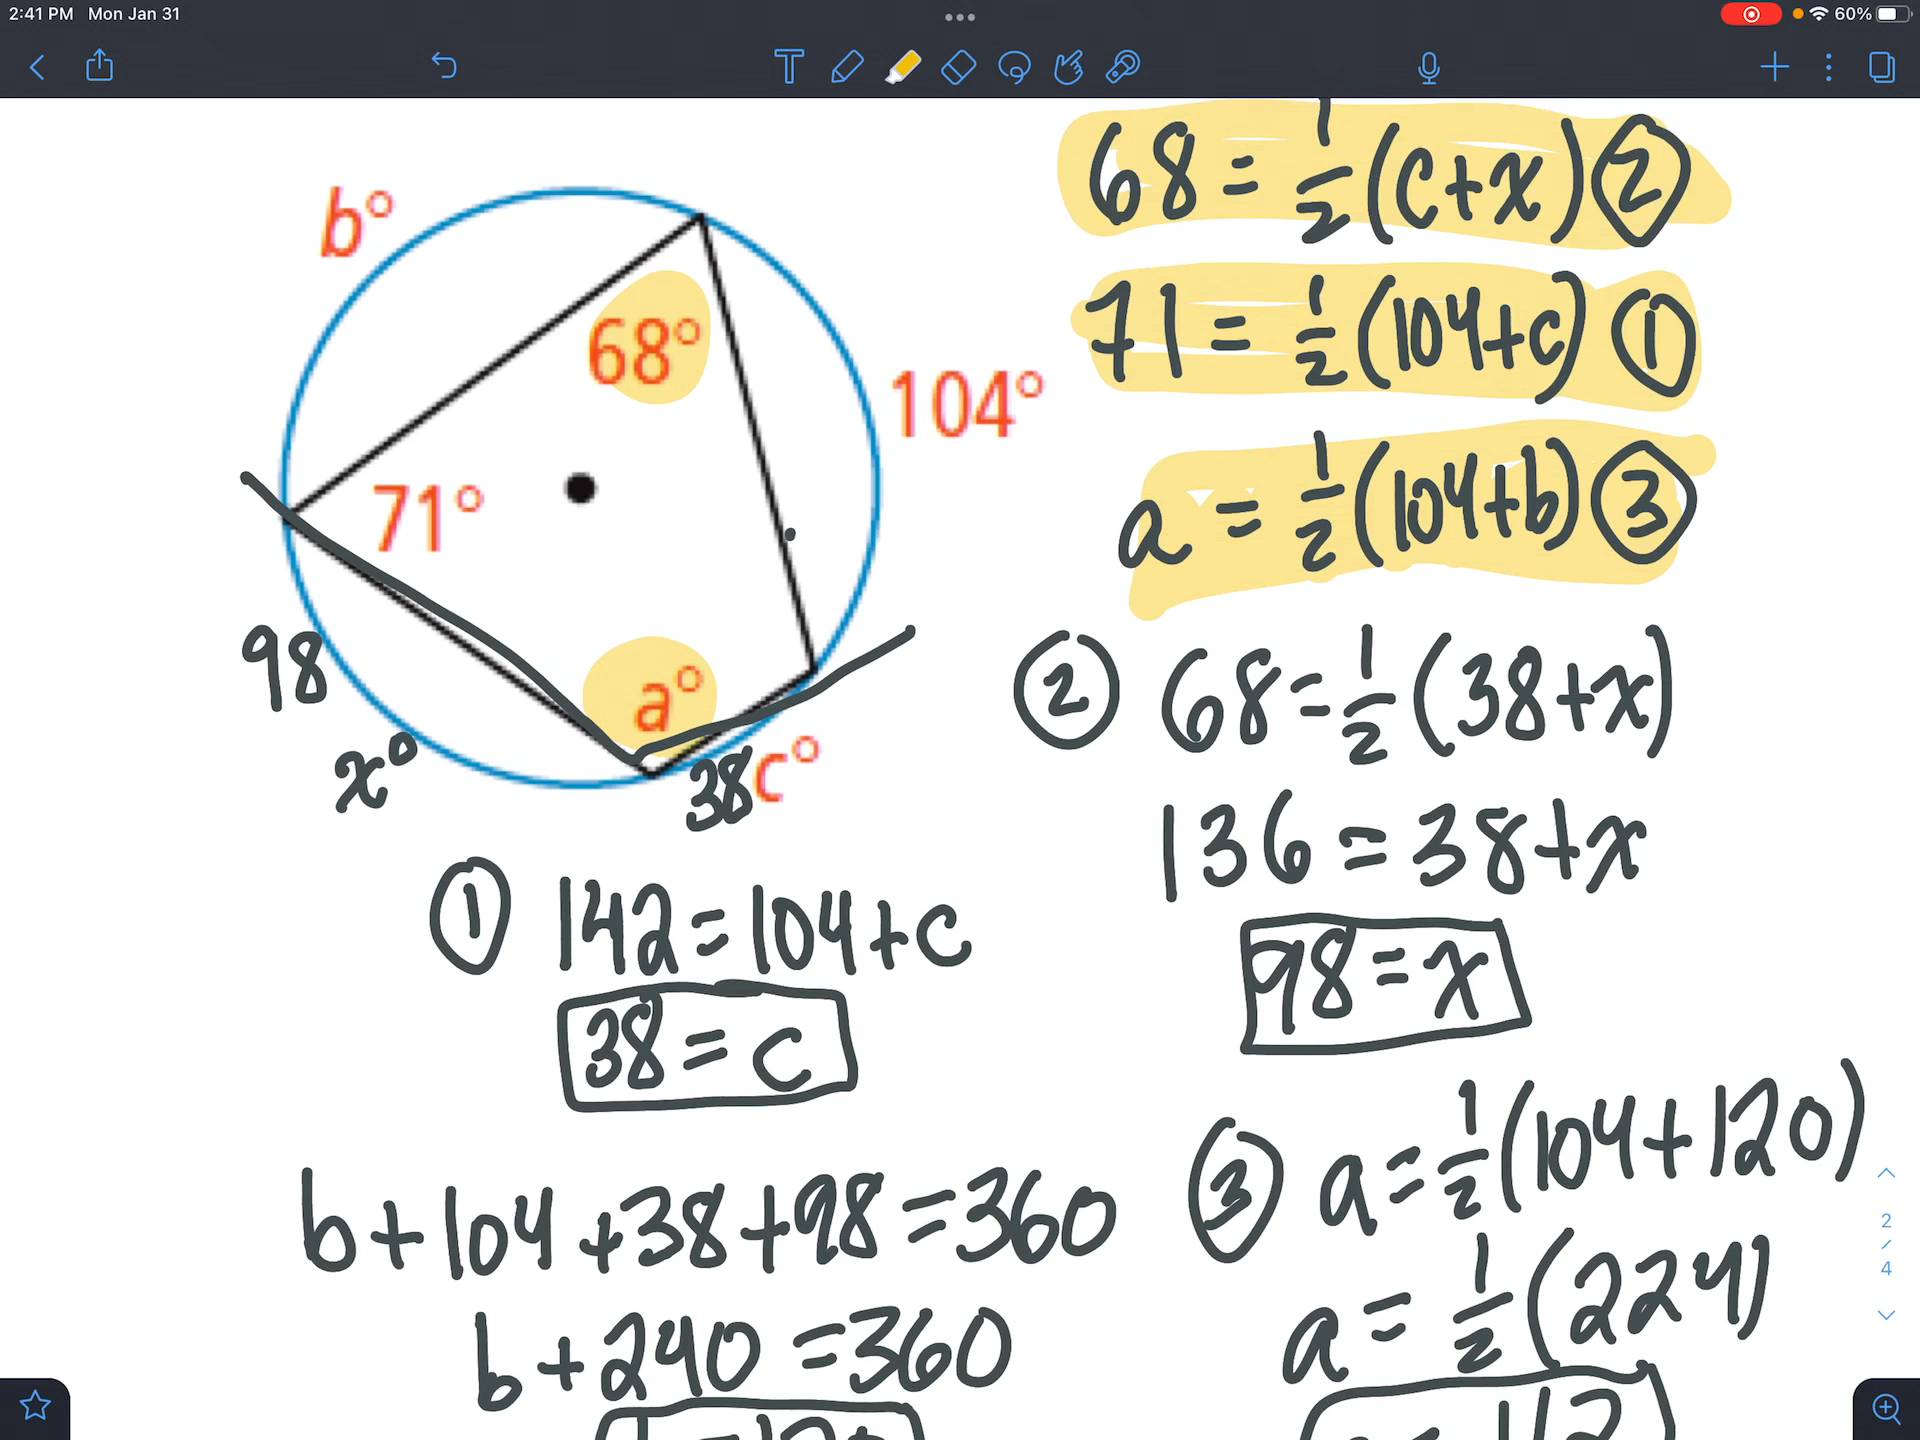 2:41 PM Mon Jan 31
60%
68 = 1/2 (c+x) ②
71 = 1/2 (104+c) ①
a = 1/2 (104+b) ③
b°
68°
104°
71°
98
a°
x°
38 c°
② 68 = 1/2 (38+x)
136 = 38+x
98 = x
① 142 = 104+c
38 = c
b+104+38+98=360
b+240=360
③ a = 1/2 (104+120)
a = 1/2 (224)
2
/
4